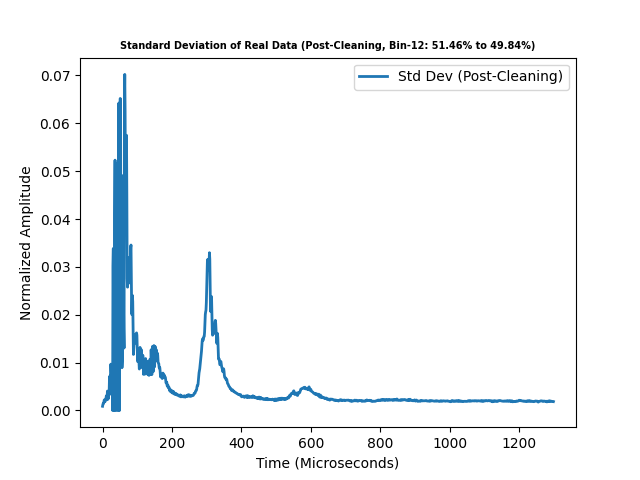 Standard Deviation of Real Data (Post-Cleaning, Bin-12: 51.46% to 49.84%)
Std Dev (Post-Cleaning)
Normalized Amplitude
0.07
0.06
0.05
0.04
0.03
0.02
0.01
0.00
0 200 400 600 800 1000 1200
Time (Microseconds)